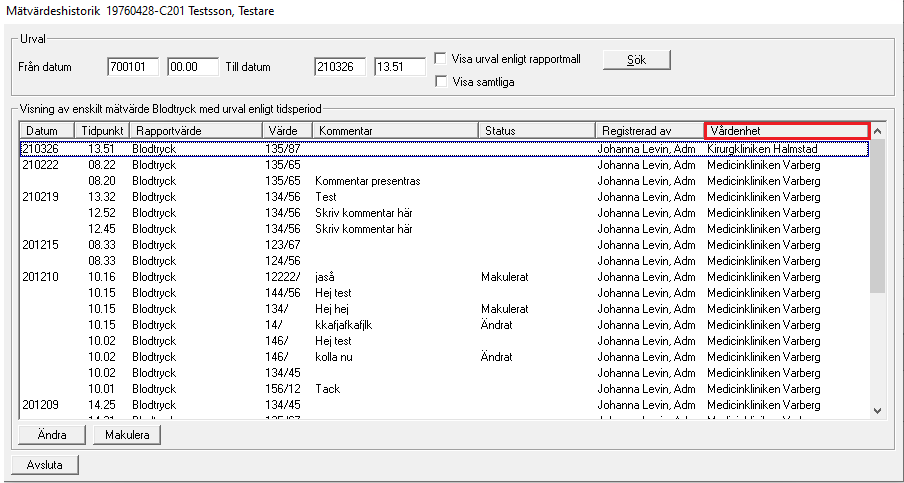 Mätvärdeshistorik 19760428-C201 Testsson, Testare
Urval
Från datum 700101 00.00 Till datum 210326 13.51 Visa urval enligt rapportmall Sök
Visa samtliga
Visning av enskilt mätvärde Blodtryck med urval enligt tidsperiod
Datum Tidpunkt Rapportvärde Värde Kommentar Status Registrerad av Vårdenhet
210326 13.51 Blodtryck 135/87 Johanna Levin, Adm Kirurgkliniken Halmstad
210222 08.22 Blodtryck 135/65 Johanna Levin, Adm Medicinkliniken Varberg
08.20 Blodtryck 135/65 Kommentar presentras Johanna Levin, Adm Medicinkliniken Varberg
210219 13.32 Blodtryck 134/56 Test Johanna Levin, Adm Medicinkliniken Varberg
12.52 Blodtryck 134/56 Skriv kommentar här Johanna Levin, Adm Medicinkliniken Varberg
12.45 Blodtryck 134/56 Skriv kommentar här Johanna Levin, Adm Medicinkliniken Varberg
201215 08.33 Blodtryck 123/67 Johanna Levin, Adm Medicinkliniken Varberg
08.33 Blodtryck 124/56 Johanna Levin, Adm Medicinkliniken Varberg
201210 10.16 Blodtryck 12222/ jaså Makulerat Johanna Levin, Adm Medicinkliniken Varberg
10.15 Blodtryck 144/56 Hej test Johanna Levin, Adm Medicinkliniken Varberg
10.15 Blodtryck 134/ Hej hej Makulerat Johanna Levin, Adm Medicinkliniken Varberg
10.15 Blodtryck 14/ kkafjafkafjlk Ändrat Johanna Levin, Adm Medicinkliniken Varberg
10.02 Blodtryck 146/ Hej test Johanna Levin, Adm Medicinkliniken Varberg
10.02 Blodtryck 146/ kolla nu Ändrat Johanna Levin, Adm Medicinkliniken Varberg
10.02 Blodtryck 134/45 Johanna Levin, Adm Medicinkliniken Varberg
10.01 Blodtryck 156/12 Tack Johanna Levin, Adm Medicinkliniken Varberg
201209 14.25 Blodtryck 134/45 Johanna Levin, Adm Medicinkliniken Varberg
Ändra Makulera
Avsluta